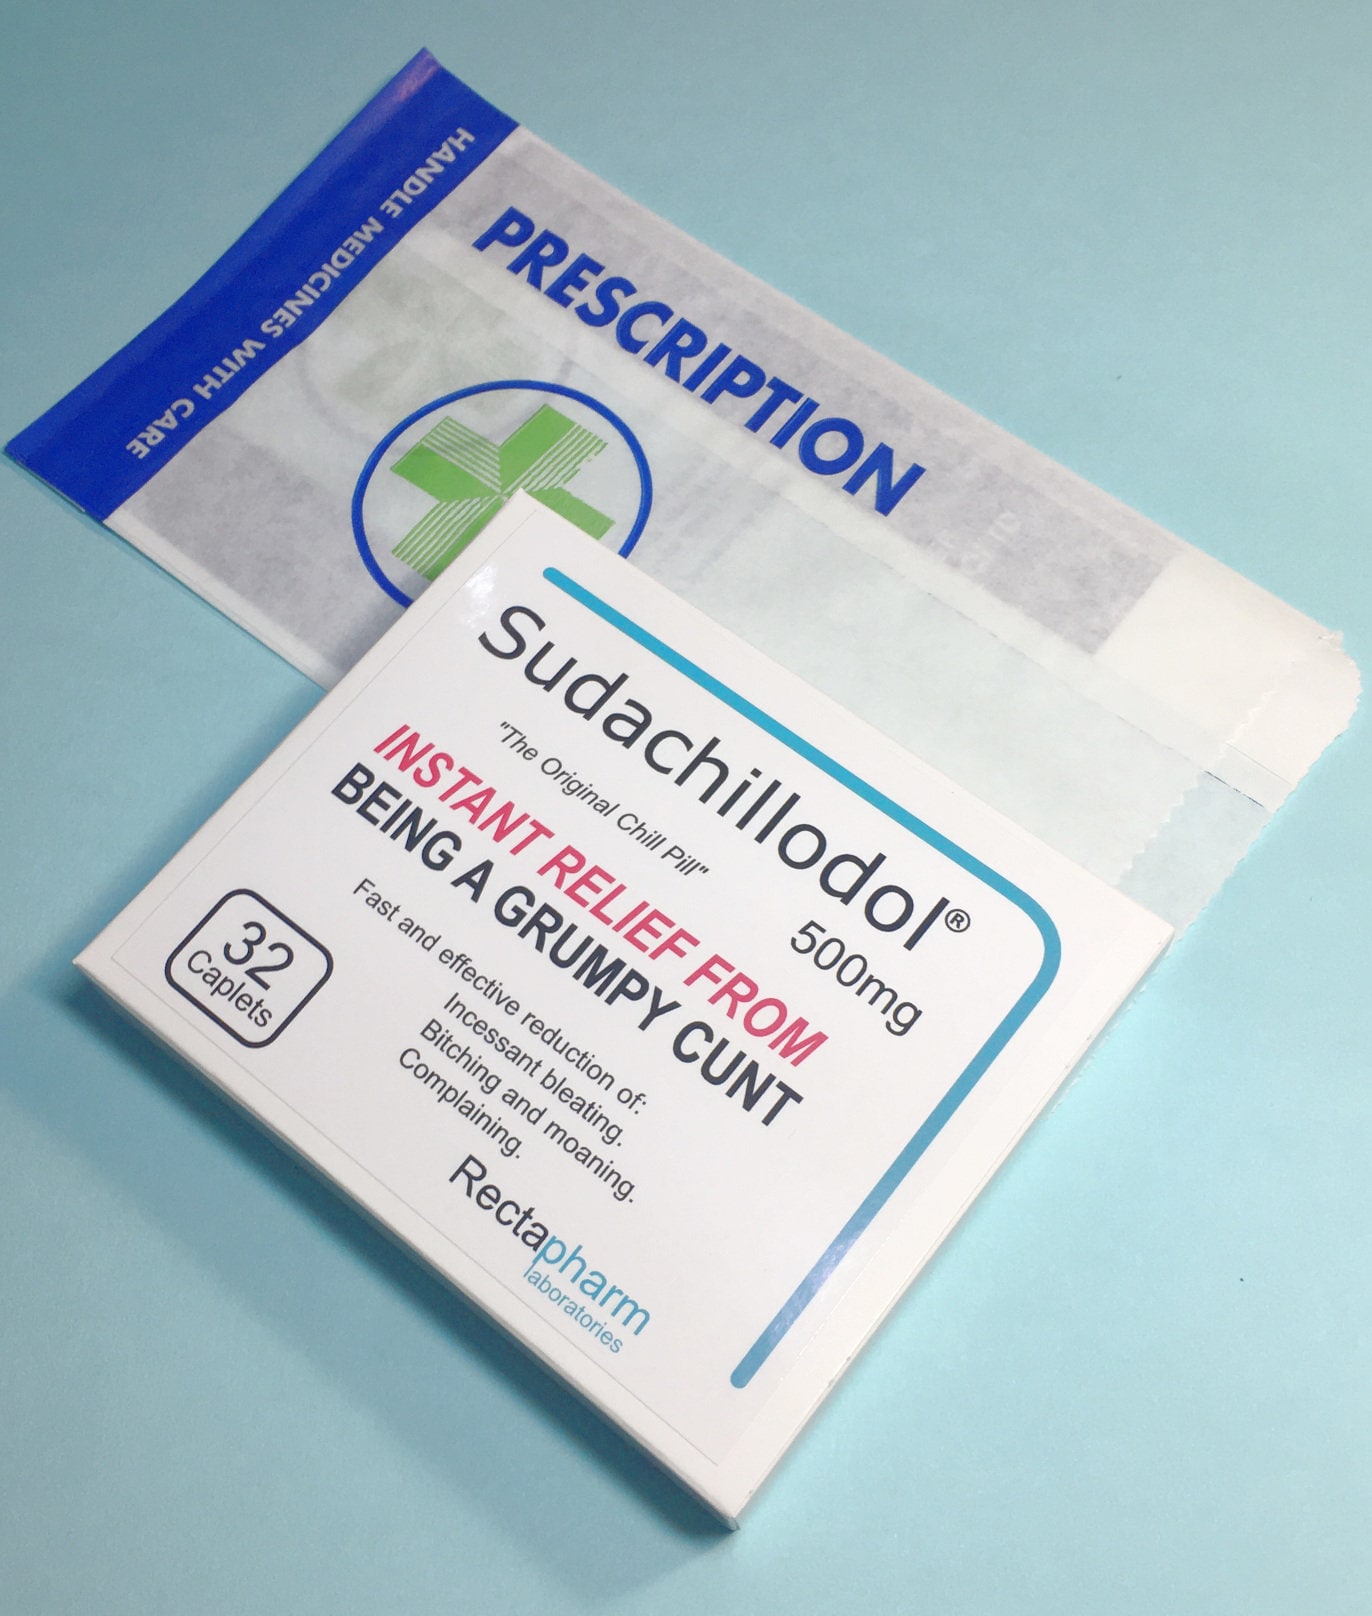 HANDLE MEDICINES WITH CARE
PRESCRIPTION
Sudachillodol®
500mg
"The Original Chill Pill"
INSTANT RELIEF FROM
BEING A GRUMPY CUNT
Fast and effective reduction of:
Incessant bleating.
Bitching and moaning.
Complaining.
32
Caplets
Rectapharm
laboratories